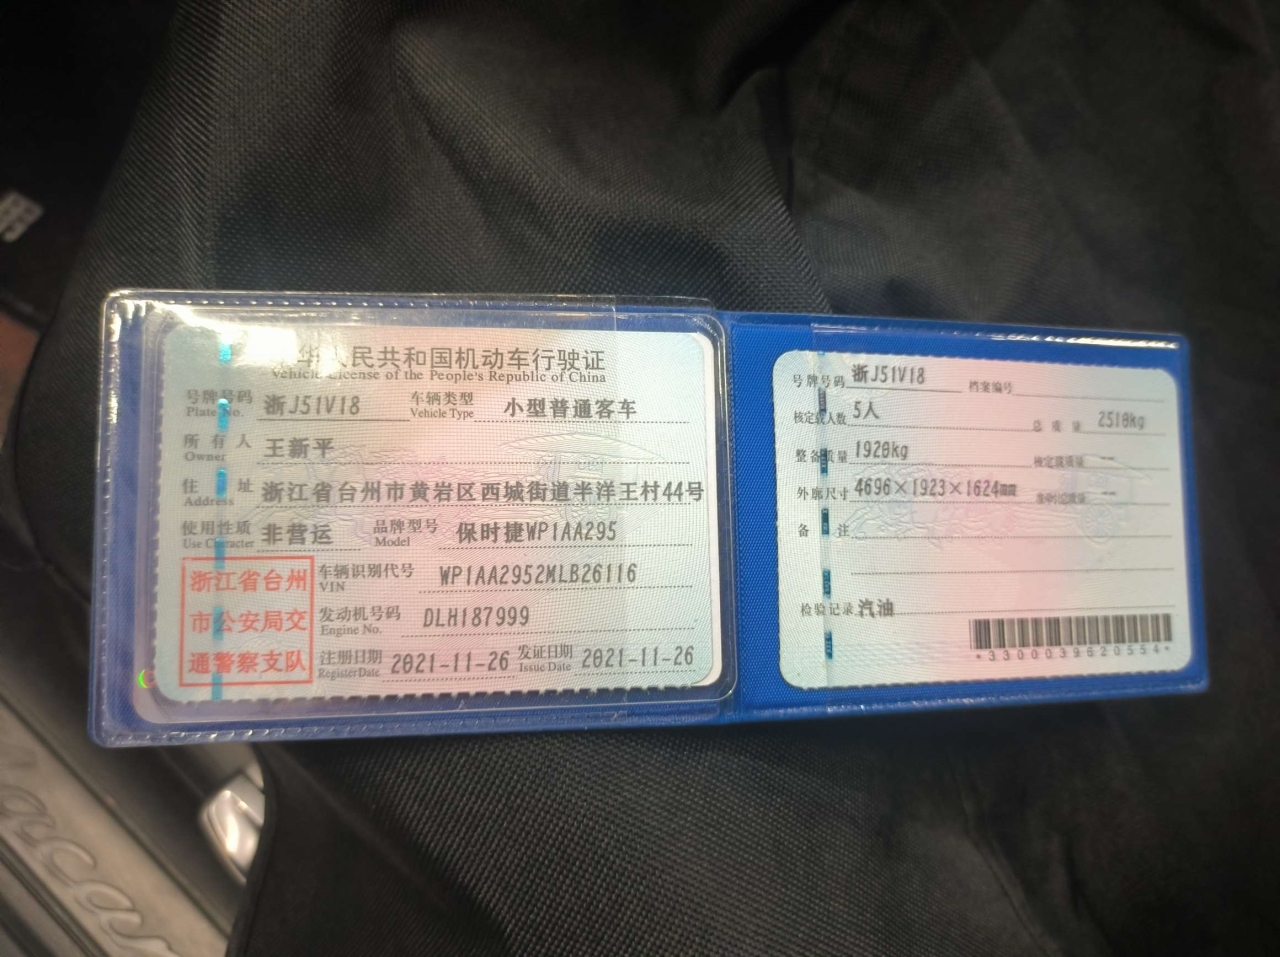 华人民共和国机动车行驶证
Vehicle License of the People's Republic of China
号牌号码 浙J51V18 车辆类型 小型普通客车
Plate No. Vehicle Type
所有人 王新平
Owner
住址 浙江省台州市黄岩区西城街道半洋王村44号
Address
使用性质 非营运 品牌型号 保时捷WP1AA295
Use Character Model
浙江省台州
市公安局交
通警察支队
车辆识别代号 WP1AA2952MLB26116
VIN
发动机号码 DLH187999
Engine No.
注册日期 2021-11-26 发证日期 2021-11-26
Register Date Issue Date
号牌号码 浙J51V18 档案编号
核定载人数 5人 总质量 2510kg
整备质量 1920kg 核定载质量 --
外廓尺寸 4696×1923×1624mm --
备注
检验记录 汽油
*3300039620554*
Macan